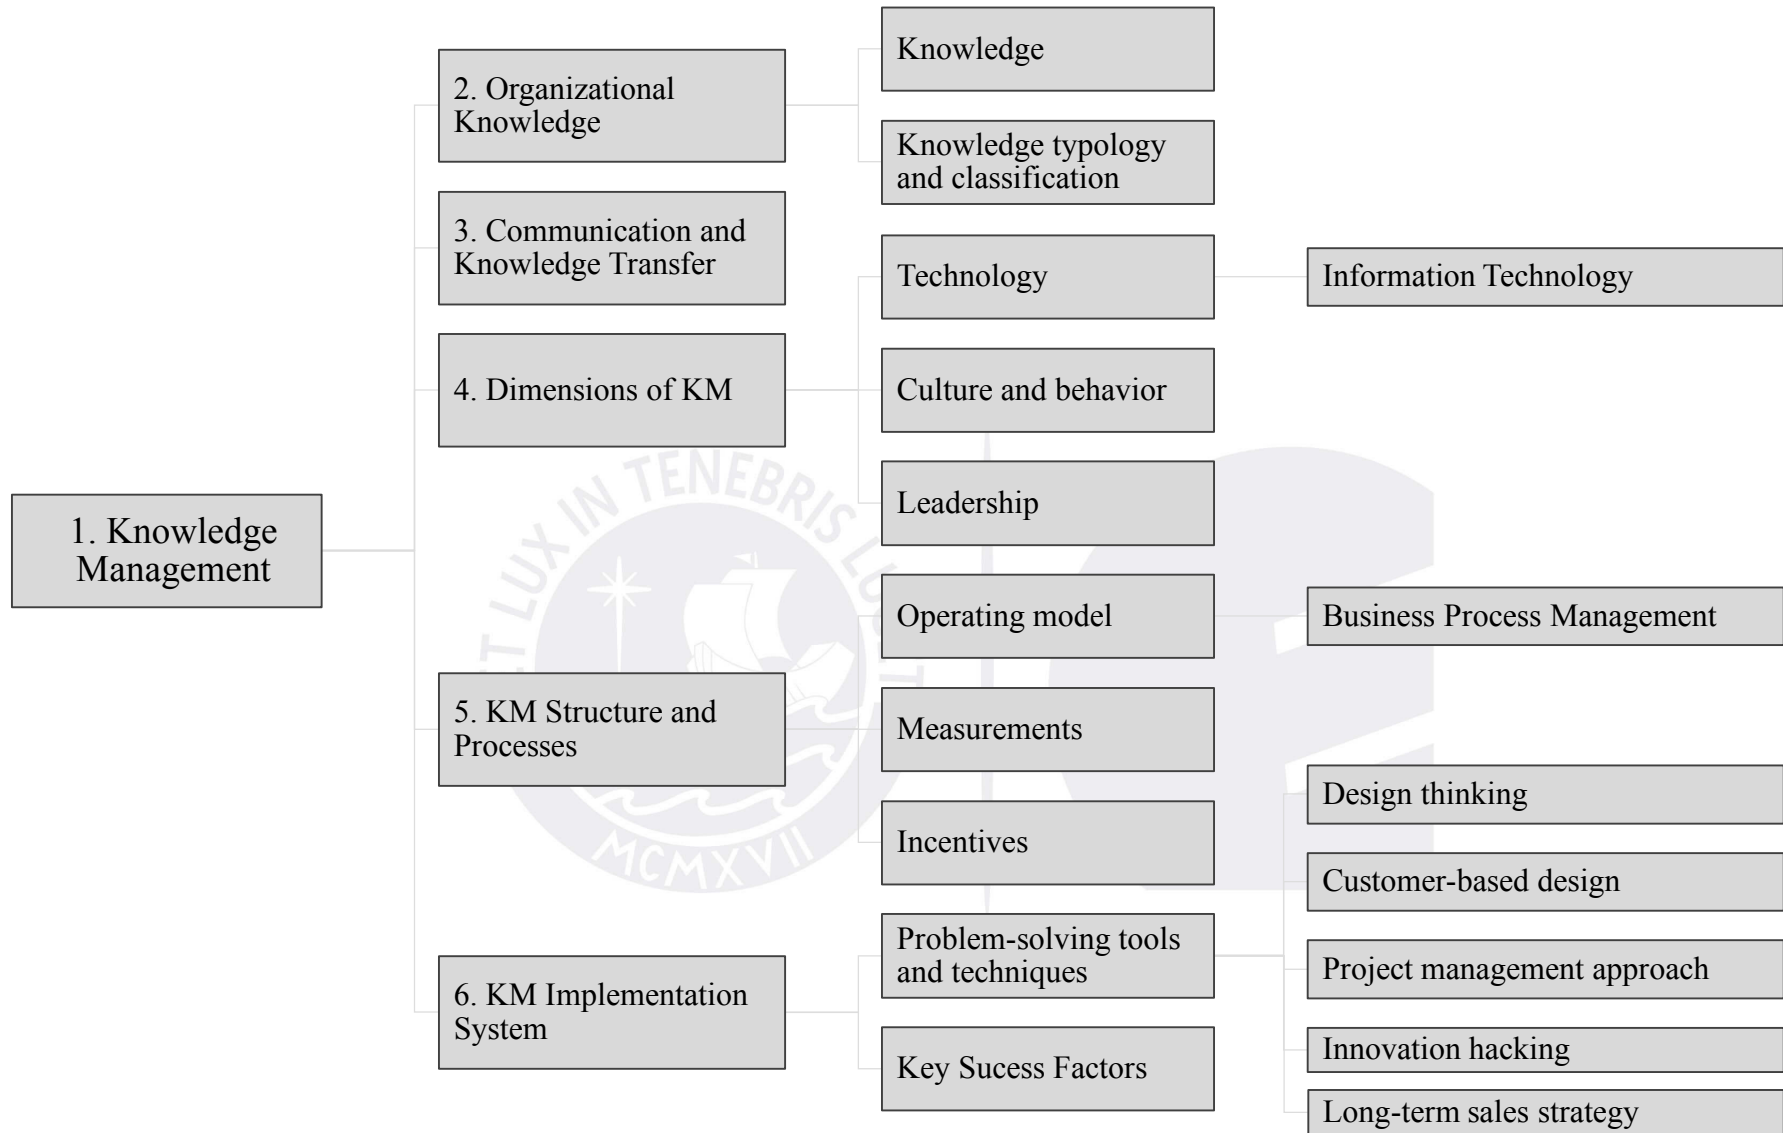 1. Knowledge
Management
2. Organizational
Knowledge
Knowledge
Knowledge typology
and classification
3. Communication and
Knowledge Transfer
4. Dimensions of KM
Technology
Information Technology
Culture and behavior
Leadership
5. KM Structure and
Processes
Operating model
Business Process Management
Measurements
Incentives
6. KM Implementation
System
Problem-solving tools
and techniques
Design thinking
Customer-based design
Project management approach
Innovation hacking
Long-term sales strategy
Key Sucess Factors
ET LUX IN TENEBRIS LUCET
MCMXVII